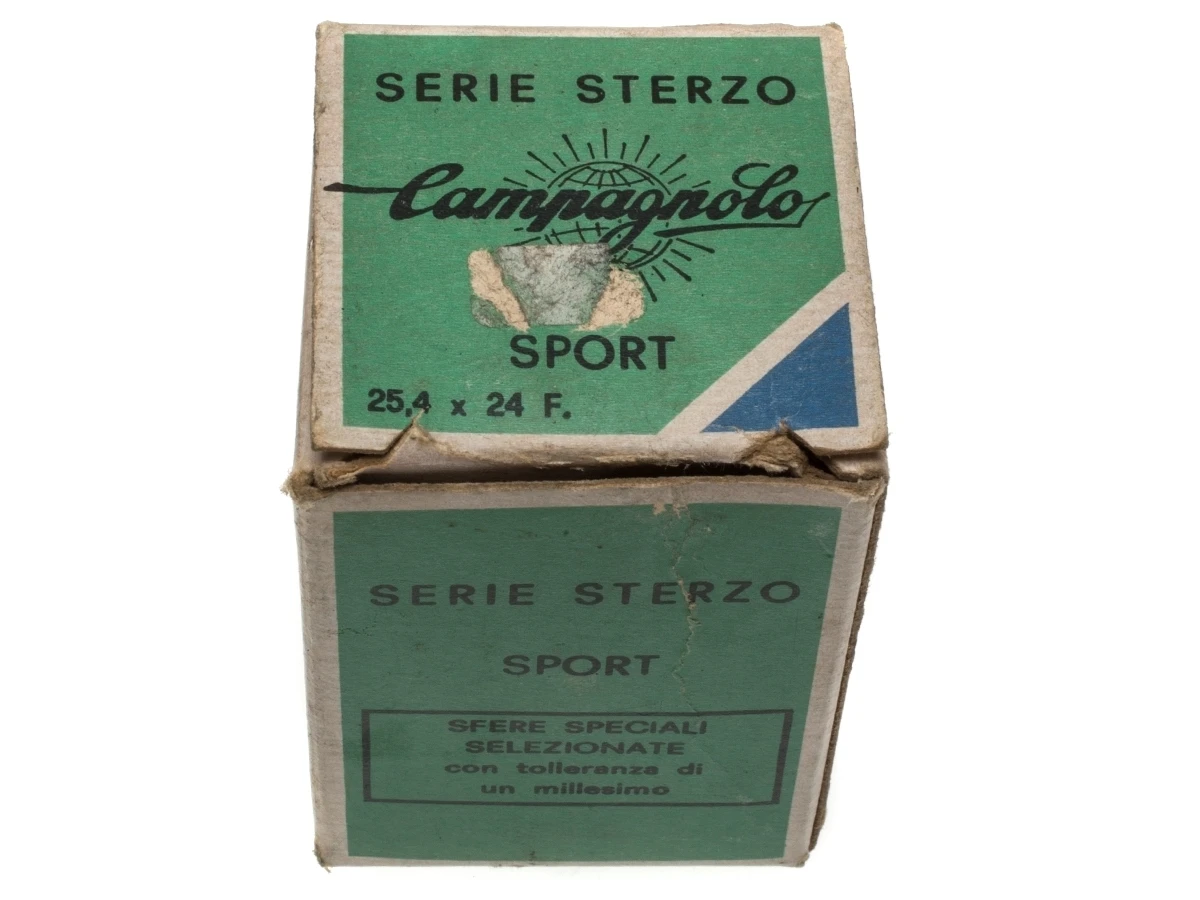 SERIE STERZO
Campagnolo
SPORT
25,4 x 24 F.
SERIE STERZO
SPORT
SFERE SPECIALI
SELEZIONATE
con tolleranza di
un millesimo